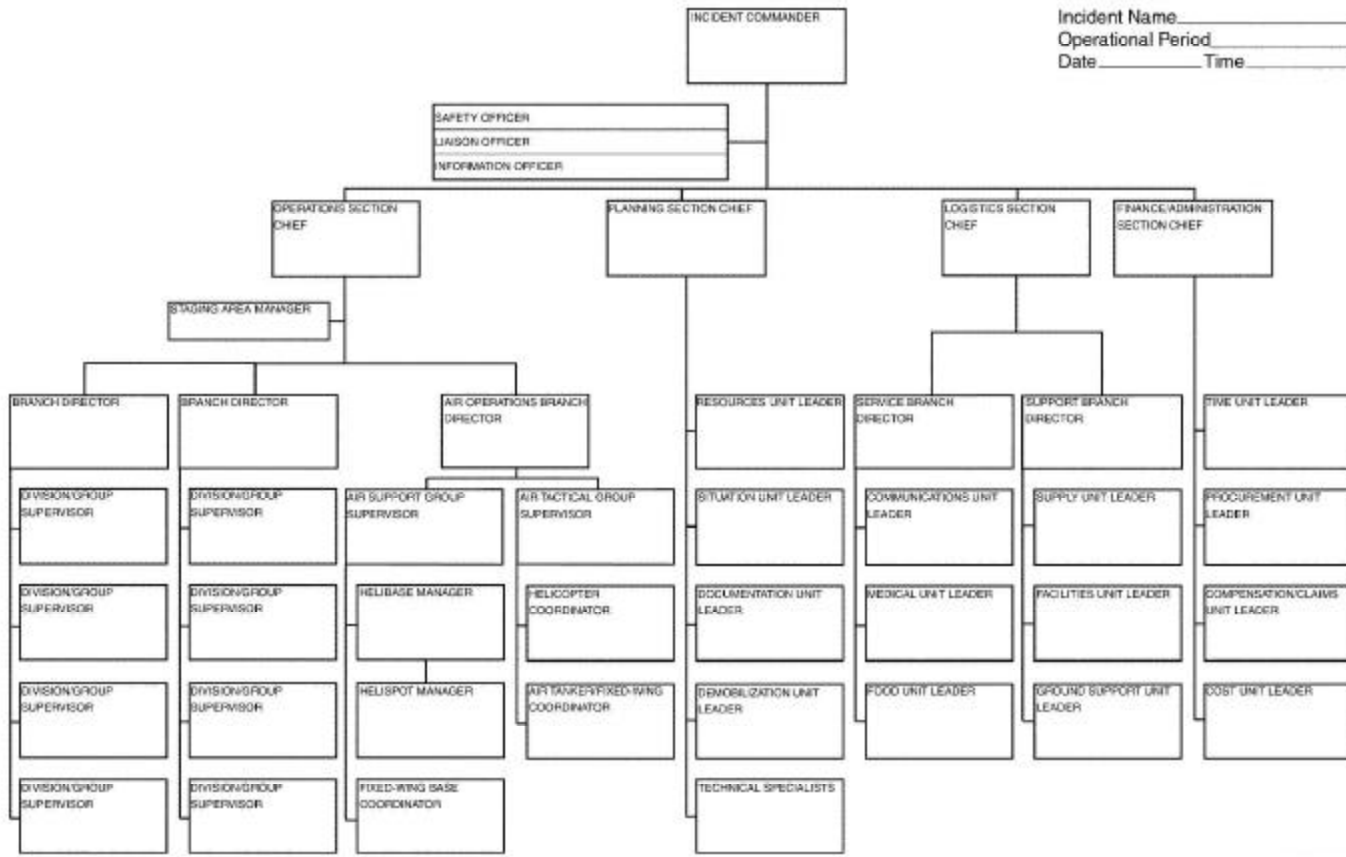 INCIDENT COMMANDER
Incident Name
Operational Period
Date Time
SAFETY OFFICER
LIAISON OFFICER
INFORMATION OFFICER
OPERATIONS SECTION
CHIEF
PLANNING SECTION CHIEF
LOGISTICS SECTION
CHIEF
FINANCE/ADMINISTRATION
SECTION CHIEF
STAGING AREA MANAGER
BRANCH DIRECTOR
BRANCH DIRECTOR
AIR OPERATIONS BRANCH
DIRECTOR
RESOURCES UNIT LEADER
SERVICE BRANCH
DIRECTOR
SUPPORT BRANCH
DIRECTOR
TIME UNIT LEADER
DIVISION/GROUP
SUPERVISOR
DIVISION/GROUP
SUPERVISOR
AIR SUPPORT GROUP
SUPERVISOR
AIR TACTICAL GROUP
SUPERVISOR
SITUATION UNIT LEADER
COMMUNICATIONS UNIT
LEADER
SUPPLY UNIT LEADER
PROCUREMENT UNIT
LEADER
DIVISION/GROUP
SUPERVISOR
DIVISION/GROUP
SUPERVISOR
HELIBASE MANAGER
HELICOPTER
COORDINATOR
DOCUMENTATION UNIT
LEADER
MEDICAL UNIT LEADER
FACILITIES UNIT LEADER
COMPENSATION/CLAIMS
UNIT LEADER
DIVISION/GROUP
SUPERVISOR
DIVISION/GROUP
SUPERVISOR
HELISPOT MANAGER
AIR TANKER/FIXED-WING
COORDINATOR
DEMOBILIZATION UNIT
LEADER
FOOD UNIT LEADER
GROUND SUPPORT UNIT
LEADER
COST UNIT LEADER
DIVISION/GROUP
SUPERVISOR
DIVISION/GROUP
SUPERVISOR
FIXED-WING BASE
COORDINATOR
TECHNICAL SPECIALISTS